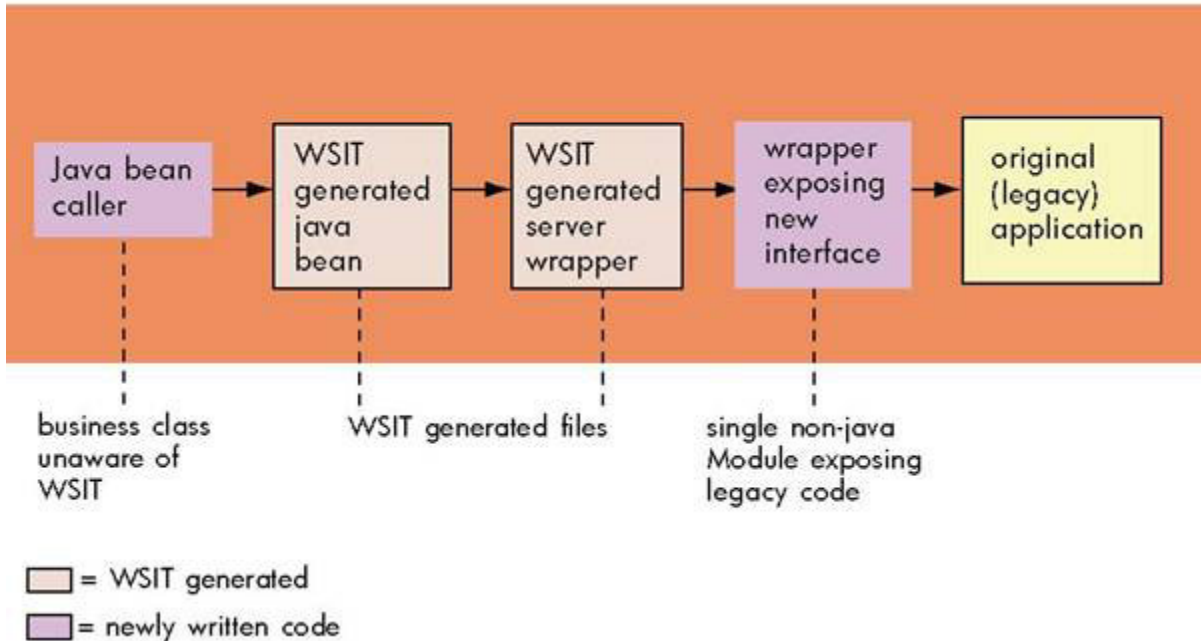 Java bean
caller
WSIT
generated
java
bean
WSIT
generated
server
wrapper
wrapper
exposing
new
interface
original
(legacy)
application
business class
unaware of
WSIT
WSIT generated files
single non-java
Module exposing
legacy code
= WSIT generated
= newly written code